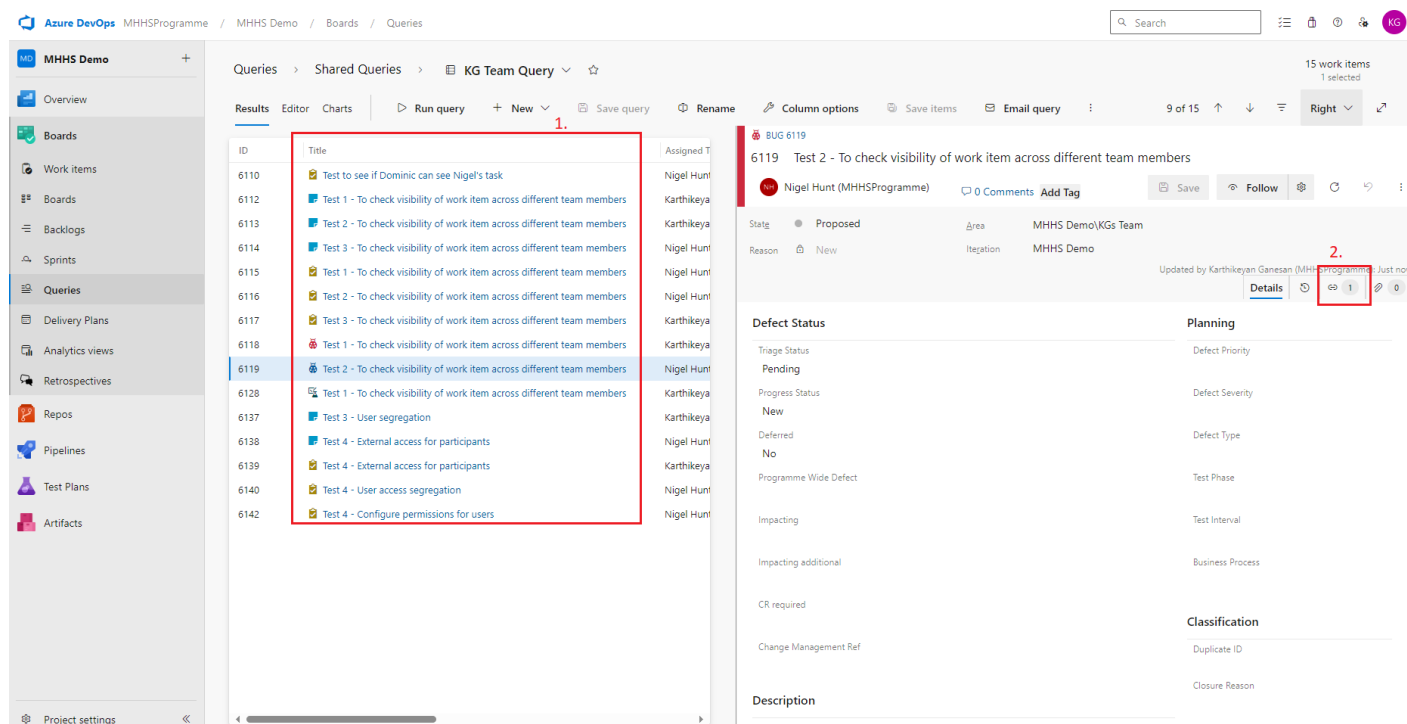 Azure DevOps MHHSProgramme / MHHS Demo / Boards / Queries
Search
KG
MD MHHS Demo +
Overview
Boards
Work items
Boards
Backlogs
Sprints
Queries
Delivery Plans
Analytics views
Retrospectives
Repos
Pipelines
Test Plans
Artifacts
Project settings
Queries > Shared Queries > KG Team Query
15 work items
1 selected
Results Editor Charts Run query + New Save query Rename Column options Save items Email query 9 of 15 Right
1.
ID Title Assigned T
6110 Test to see if Dominic can see Nigel's task Nigel Hunt
6112 Test 1 - To check visibility of work item across different team members Karthikeya
6113 Test 2 - To check visibility of work item across different team members Karthikeya
6114 Test 3 - To check visibility of work item across different team members Nigel Hunt
6115 Test 1 - To check visibility of work item across different team members Nigel Hunt
6116 Test 2 - To check visibility of work item across different team members Nigel Hunt
6117 Test 3 - To check visibility of work item across different team members Karthikeya
6118 Test 1 - To check visibility of work item across different team members Karthikeya
6119 Test 2 - To check visibility of work item across different team members Nigel Hunt
6128 Test 1 - To check visibility of work item across different team members Karthikeya
6137 Test 3 - User segregation Karthikeya
6138 Test 4 - External access for participants Nigel Hunt
6139 Test 4 - External access for participants Karthikeya
6140 Test 4 - User access segregation Nigel Hunt
6142 Test 4 - Configure permissions for users Nigel Hunt
BUG 6119
6119 Test 2 - To check visibility of work item across different team members
NH Nigel Hunt (MHHSProgramme) 0 Comments Add Tag Save Follow
State Proposed Area MHHS Demo\KGs Team
Reason New Iteration MHHS Demo
2.
Updated by Karthikeyan Ganesan (MHHSProgramme): Just now
Details 1 0
Defect Status
Triage Status
Pending
Progress Status
New
Deferred
No
Programme Wide Defect
Impacting
Impacting additional
CR required
Change Management Ref
Description
Planning
Defect Priority
Defect Severity
Defect Type
Test Phase
Test Interval
Business Process
Classification
Duplicate ID
Closure Reason